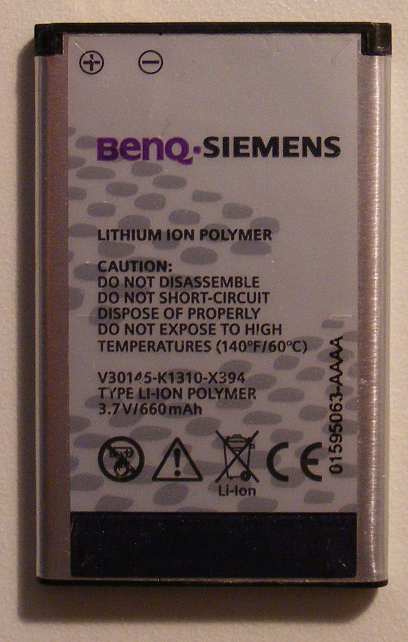 BenQ·SIEMENS
LITHIUM ION POLYMER
CAUTION:
DO NOT DISASSEMBLE
DO NOT SHORT-CIRCUIT
DISPOSE OF PROPERLY
DO NOT EXPOSE TO HIGH
TEMPERATURES (140°F/60°C)
V30145-K1310-X394
TYPE LI-ION POLYMER
3.7V/660mAh
CE
Li-Ion
01595063-AAAA